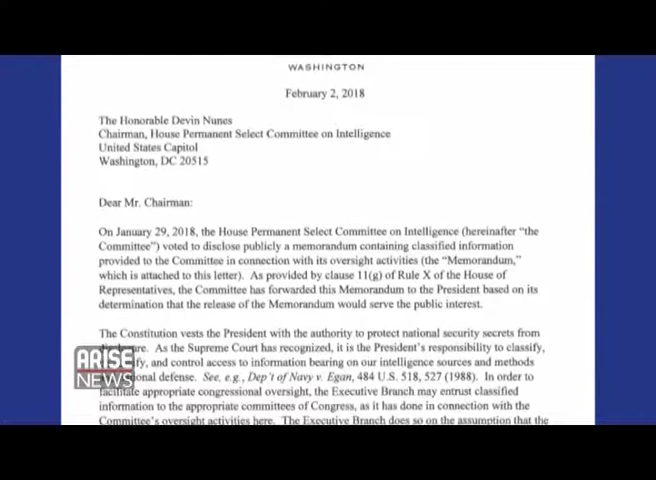 WASHINGTON
February 2, 2018
The Honorable Devin Nunes
Chairman, House Permanent Select Committee on Intelligence
United States Capitol
Washington, DC 20515
Dear Mr. Chairman:
On January 29, 2018, the House Permanent Select Committee on Intelligence (hereinafter “the
Committee”) voted to disclose publicly a memorandum containing classified information
provided to the Committee in connection with its oversight activities (the “Memorandum,”
which is attached to this letter). As provided by clause 11(g) of Rule X of the House of
Representatives, the Committee has forwarded this Memorandum to the President based on its
determination that the release of the Memorandum would serve the public interest.
The Constitution vests the President with the authority to protect national security secrets from
As the Supreme Court has recognized, it is the President’s responsibility to classify,
and control access to information bearing on our intelligence sources and methods
defense. See, e.g., Dep’t of Navy v. Egan, 484 U.S. 518, 527 (1988). In order to
facilitate appropriate congressional oversight, the Executive Branch may entrust classified
information to the appropriate committees of Congress, as it has done in connection with the
Committee’s oversight activities here. The Executive Branch does so on the assumption that the
ARISE
NEWS